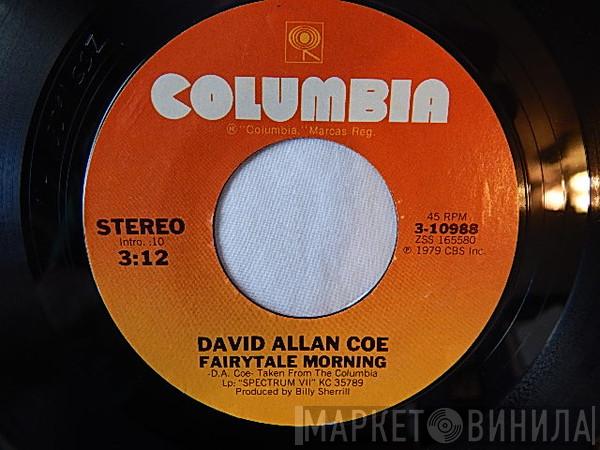 COLUMBIA
® "Columbia," Marcas Reg.
STEREO
Intro. :10
3:12
45 RPM
3-10988
ZSS 165580
℗ 1979 CBS Inc.
DAVID ALLAN COE
FAIRYTALE MORNING
-D.A. Coe- Taken From The Columbia
Lp: "SPECTRUM VII" KC 35789
Produced by Billy Sherrill
МАРКЕТ ВИНИЛА